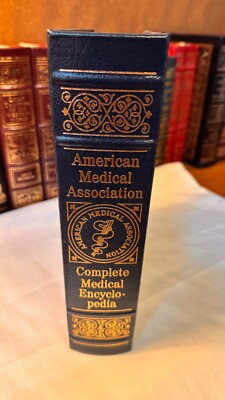 American
Medical
Association
AMERICAN MEDICAL ASSOCIATION
Complete
Medical
Encyclo-
pedia